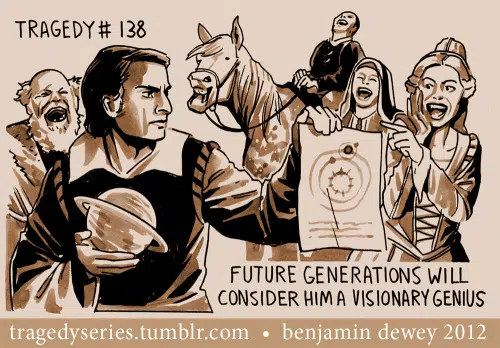 TRAGEDY # 138
FUTURE GENERATIONS WILL
CONSIDER HIM A VISIONARY GENIUS
tragedyseries.tumblr.com • benjamin dewey 2012